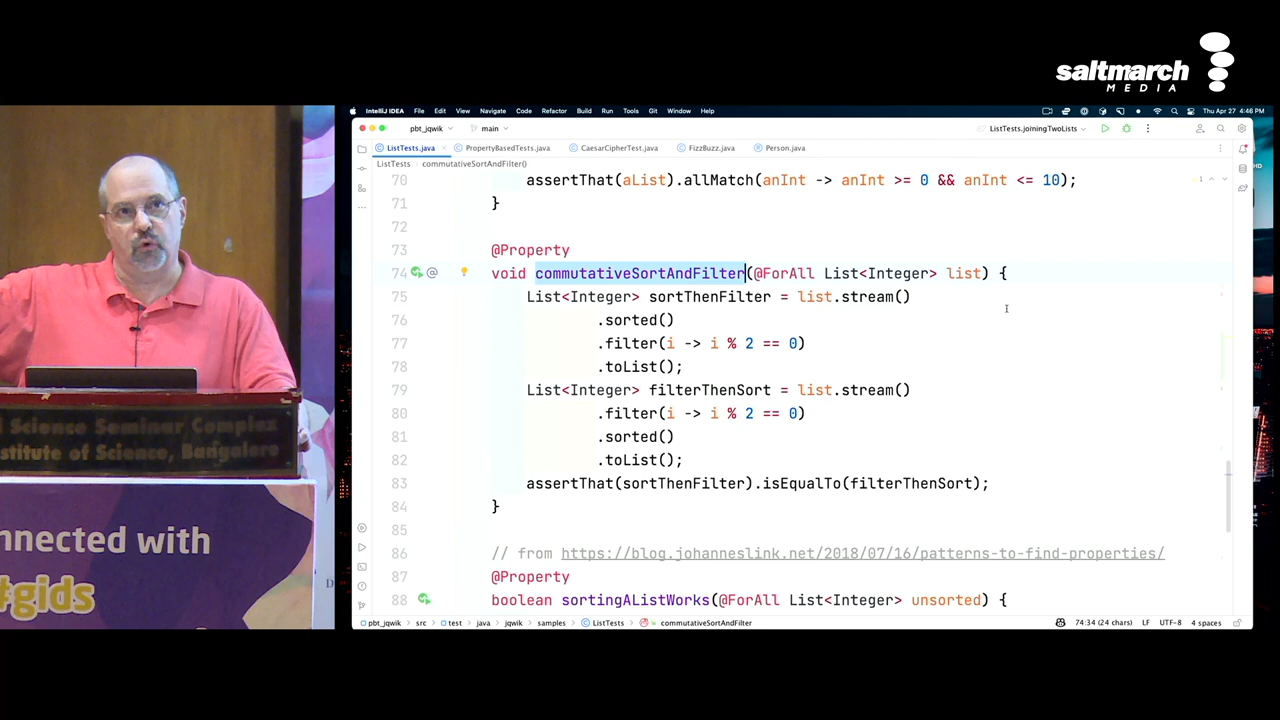 saltmarch
MEDIA
IntelliJ IDEA File Edit View Navigate Code Refactor Build Run Tools Git Window Help Thu Apr 27 4:46 PM
pbt_jqwik main ListTests.joiningTwoLists
ListTests.java PropertyBasedTests.java CaesarCipherTest.java FizzBuzz.java Person.java
ListTests commutativeSortAndFilter()
70 assertThat(aList).allMatch(anInt -> anInt >= 0 && anInt <= 10);
71 }
72
73 @Property
74 void commutativeSortAndFilter(@ForAll List<Integer> list) {
75 List<Integer> sortThenFilter = list.stream()
76 .sorted()
77 .filter(i -> i % 2 == 0)
78 .toList();
79 List<Integer> filterThenSort = list.stream()
80 .filter(i -> i % 2 == 0)
81 .sorted()
82 .toList();
83 assertThat(sortThenFilter).isEqualTo(filterThenSort);
84 }
85
86 // from https://blog.johanneslink.net/2018/07/16/patterns-to-find-properties/
87 @Property
88 boolean sortingAListWorks(@ForAll List<Integer> unsorted) {
pbt_jqwik src test java jqwik samples ListTests commutativeSortAndFilter 74:34 (24 chars) LF UTF-8 4 spaces
Science Seminar Complex
stitute of Science, Bangalore
nnected with
#gids